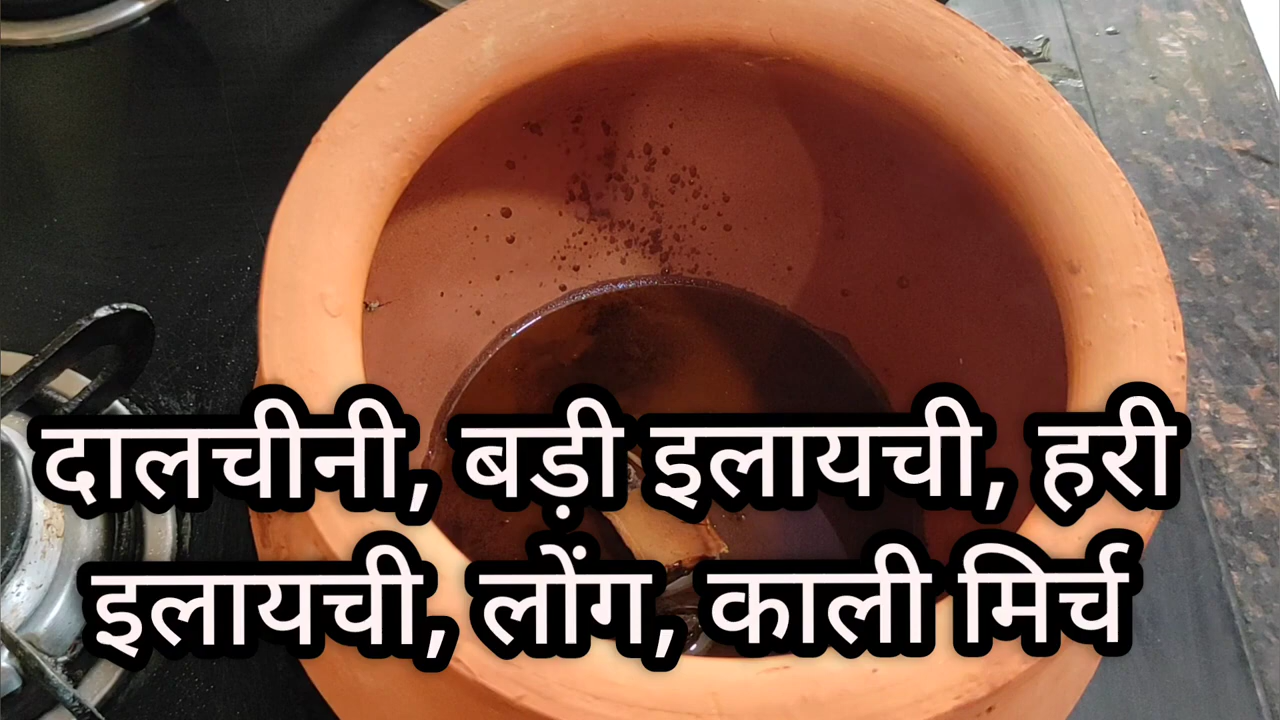 दालचीनी, बड़ी इलायची, हरी
इलायची, लोंग, काली मिर्च